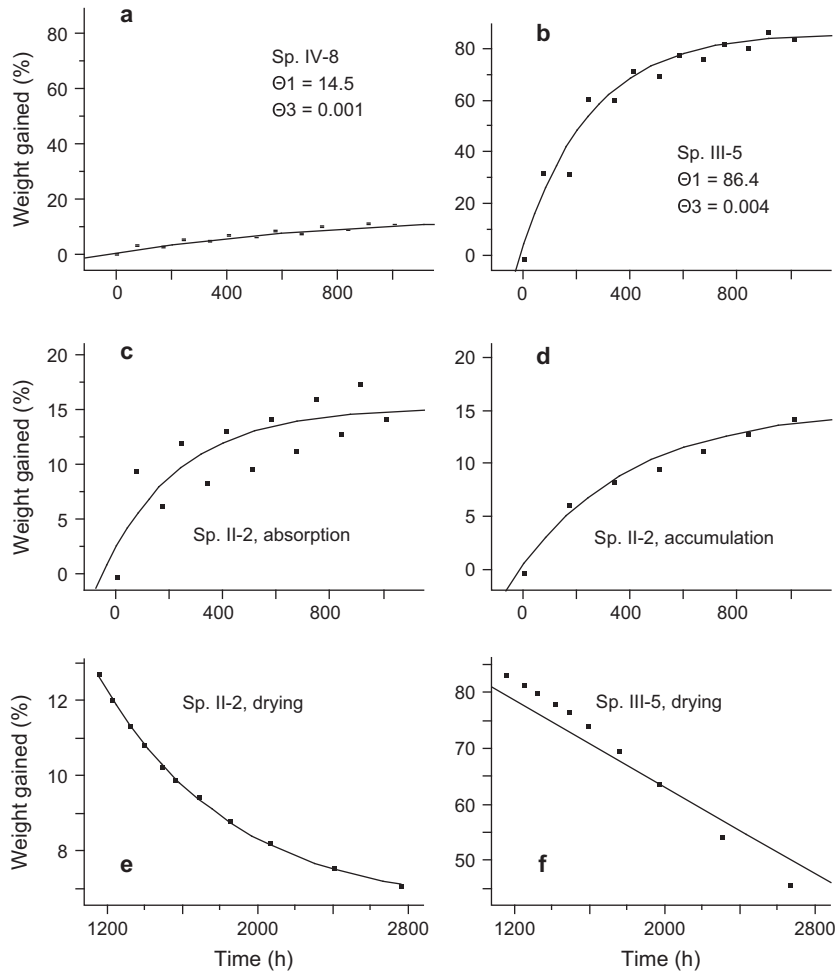 a
Sp. IV-8
Θ1 = 14.5
Θ3 = 0.001
Weight gained (%)
80
60
40
20
0
0 400 800
b
Sp. III-5
Θ1 = 86.4
Θ3 = 0.004
80
60
40
20
0
0 400 800
c
Sp. II-2, absorption
Weight gained (%)
20
15
10
5
0
0 400 800
d
Sp. II-2, accumulation
20
15
10
5
0
0 400 800
Sp. II-2, drying
e
Weight gained (%)
12
10
8
1200 2000 2800
Time (h)
Sp. III-5, drying
f
80
70
60
50
1200 2000 2800
Time (h)